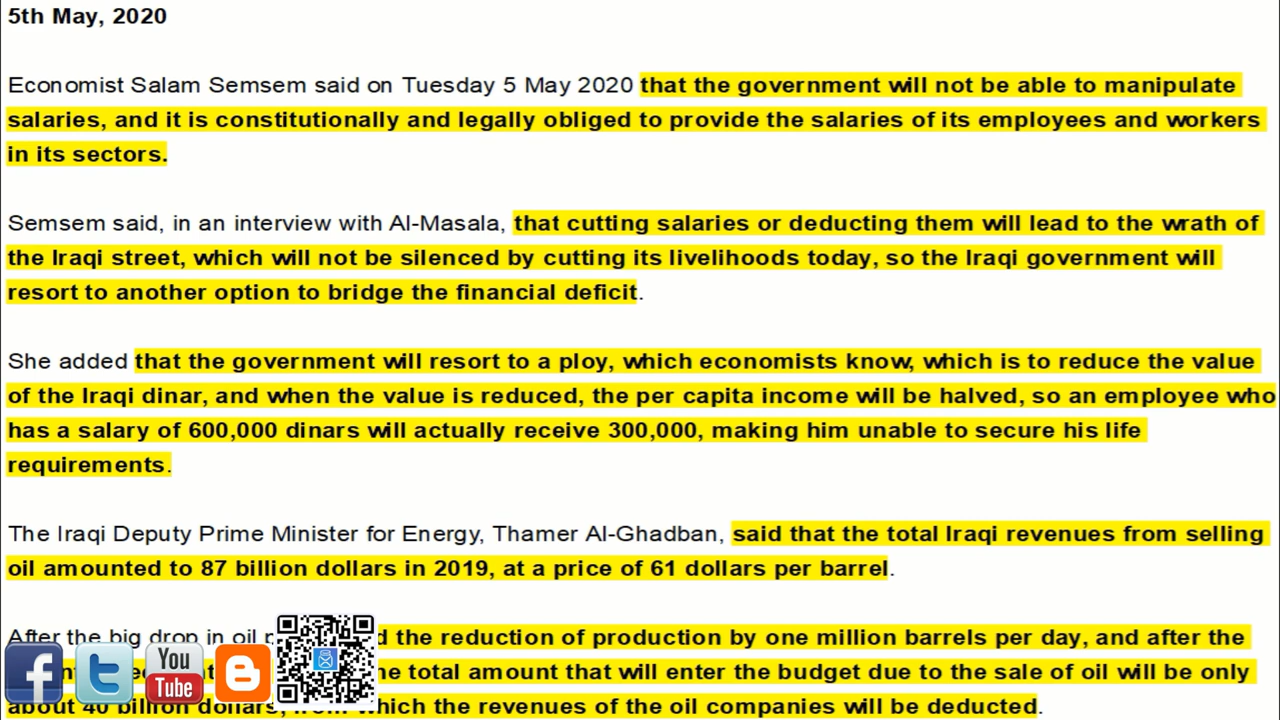 5th May, 2020
Economist Salam Semsem said on Tuesday 5 May 2020 that the government will not be able to manipulate
salaries, and it is constitutionally and legally obliged to provide the salaries of its employees and workers
in its sectors.
Semsem said, in an interview with Al-Masala, that cutting salaries or deducting them will lead to the wrath of
the Iraqi street, which will not be silenced by cutting its livelihoods today, so the Iraqi government will
resort to another option to bridge the financial deficit.
She added that the government will resort to a ploy, which economists know, which is to reduce the value
of the Iraqi dinar, and when the value is reduced, the per capita income will be halved, so an employee who
has a salary of 600,000 dinars will actually receive 300,000, making him unable to secure his life
requirements.
The Iraqi Deputy Prime Minister for Energy, Thamer Al-Ghadban, said that the total Iraqi revenues from selling
oil amounted to 87 billion dollars in 2019, at a price of 61 dollars per barrel.
After the big drop in oil the reduction of production by one million barrels per day, and after the
total amount that will enter the budget due to the sale of oil will be only
about 40 billion dollars, from which the revenues of the oil companies will be deducted.
You
Tube